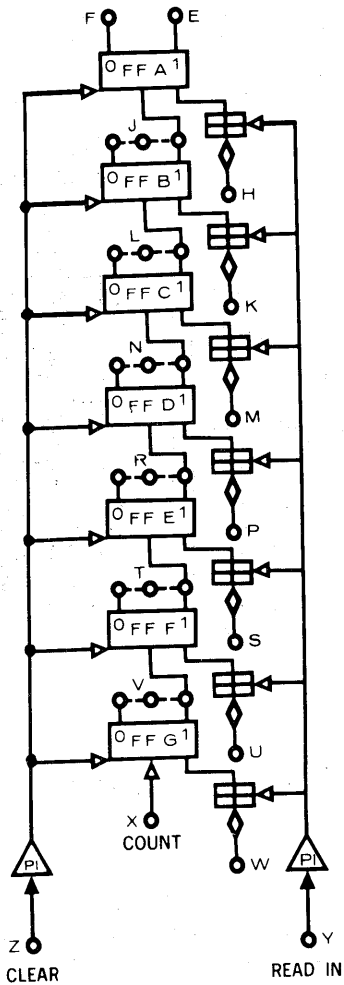 F E
0 FF A 1
J
H
0 FF B 1
L
K
0 FF C 1
N
M
0 FF D 1
R
P
0 FF E 1
T
S
0 FF F 1
V
U
0 FF G 1
X
COUNT
W
PI
PI
Z
Y
CLEAR
READ IN